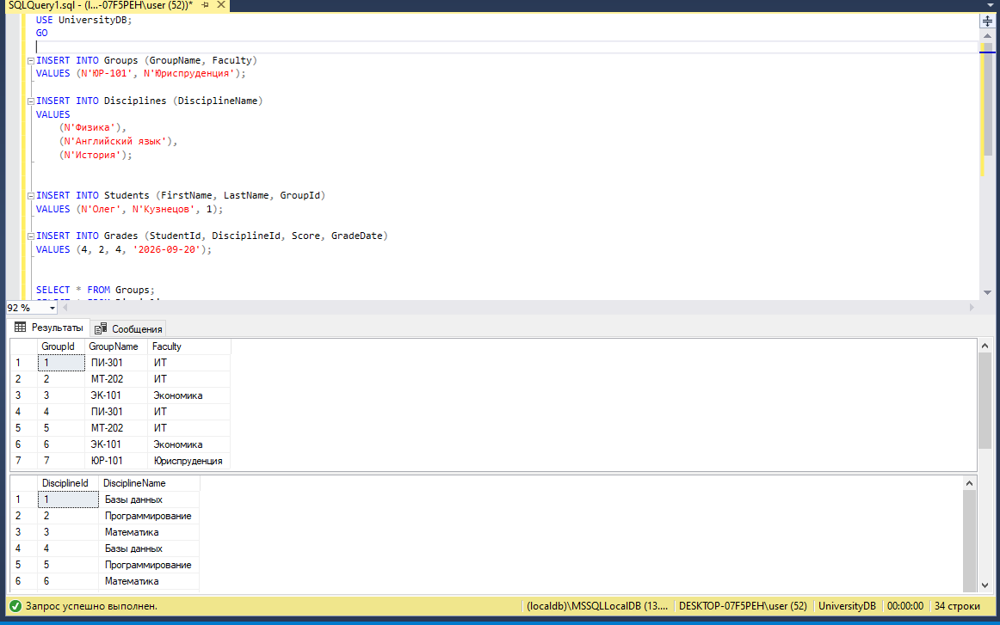 SQLQuery1.sql - (l...-07F5PEH\user (52))*
USE UniversityDB;
GO
INSERT INTO Groups (GroupName, Faculty)
VALUES (N'ЮР-101', N'Юриспруденция');
INSERT INTO Disciplines (DisciplineName)
VALUES
(N'Физика'),
(N'Английский язык'),
(N'История');
INSERT INTO Students (FirstName, LastName, GroupId)
VALUES (N'Олег', N'Кузнецов', 1);
INSERT INTO Grades (StudentId, DisciplineId, Score, GradeDate)
VALUES (4, 2, 4, '2026-09-20');
SELECT * FROM Groups;
92 %
Результаты Сообщения
GroupId GroupName Faculty
1 1 ПИ-301 ИТ
2 2 МТ-202 ИТ
3 3 ЭК-101 Экономика
4 4 ПИ-301 ИТ
5 5 МТ-202 ИТ
6 6 ЭК-101 Экономика
7 7 ЮР-101 Юриспруденция
DisciplineId DisciplineName
1 1 Базы данных
2 2 Программирование
3 3 Математика
4 4 Базы данных
5 5 Программирование
6 6 Математика
Запрос успешно выполнен. (localdb)\MSSQLLocalDB (13.... DESKTOP-07F5PEH\user (52) UniversityDB 00:00:00 34 строки